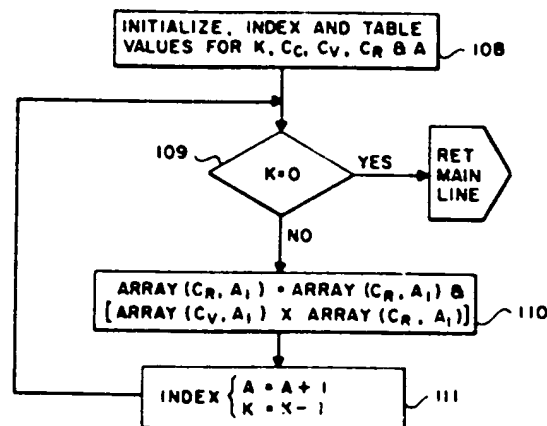 INITIALIZE, INDEX AND TABLE
VALUES FOR K, CC, CV, CR & A
108
109
K=0
YES
RET
MAIN
LINE
NO
ARRAY (CR, A1) = ARRAY (CR, A1) &
[ARRAY (CV, A1) X ARRAY (CR, A1)]
110
INDEX { A = A + 1
K = K - 1
111